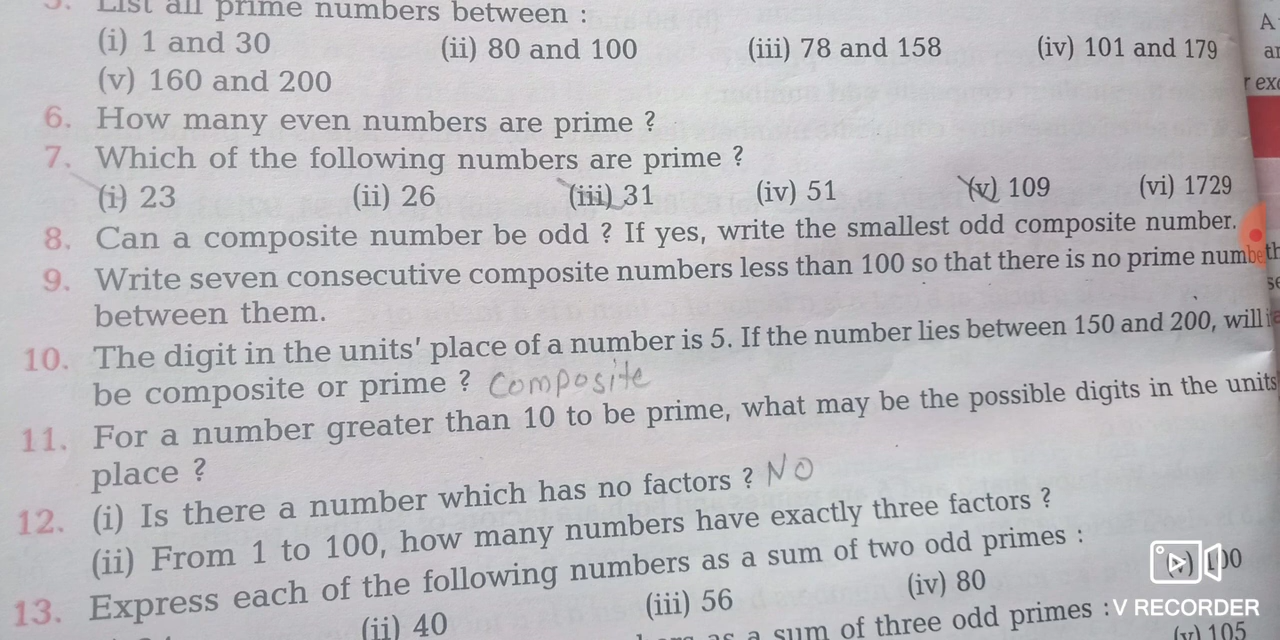 5. List all prime numbers between :
(i) 1 and 30 (ii) 80 and 100 (iii) 78 and 158 (iv) 101 and 179
(v) 160 and 200
6. How many even numbers are prime ?
7. Which of the following numbers are prime ?
(i) 23 (ii) 26 (iii) 31 (iv) 51 (v) 109 (vi) 1729
8. Can a composite number be odd ? If yes, write the smallest odd composite number.
9. Write seven consecutive composite numbers less than 100 so that there is no prime number
between them.
10. The digit in the units' place of a number is 5. If the number lies between 150 and 200, will
be composite or prime ? Composite
11. For a number greater than 10 to be prime, what may be the possible digits in the units
place ?
12. (i) Is there a number which has no factors ? NO
(ii) From 1 to 100, how many numbers have exactly three factors ?
13. Express each of the following numbers as a sum of two odd primes :
(ii) 40 (iii) 56 (iv) 80 (v) 100
as a sum of three odd primes :
(v) 105
V RECORDER